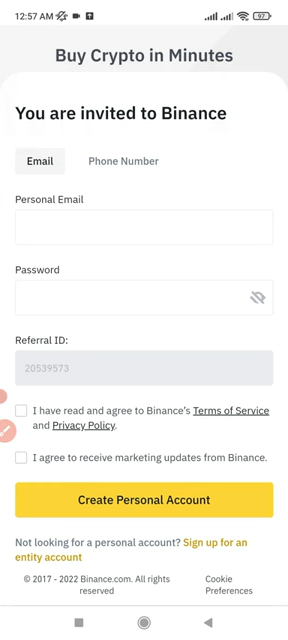 12:57 AM
97
Buy Crypto in Minutes
You are invited to Binance
Email
Phone Number
Personal Email
Password
Referral ID:
20539573
I have read and agree to Binance's Terms of Service
and Privacy Policy.
I agree to receive marketing updates from Binance.
Create Personal Account
Not looking for a personal account? Sign up for an
entity account
© 2017 - 2022 Binance.com. All rights
reserved
Cookie
Preferences